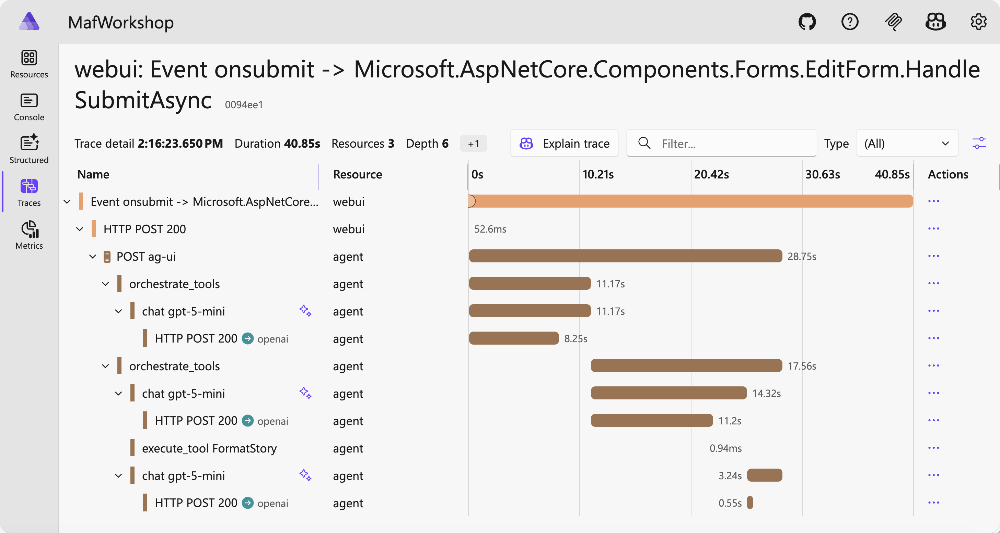 MafWorkshop
Resources
Console
Structured
Traces
Metrics
webui: Event onsubmit -> Microsoft.AspNetCore.Components.Forms.EditForm.Handle
SubmitAsync 0094ee1
Trace detail 2:16:23.650 PM Duration 40.85s Resources 3 Depth 6 +1 Explain trace Filter... Type (All)
Name Resource 0s 10.21s 20.42s 30.63s 40.85s Actions
Event onsubmit -> Microsoft.AspNetCore... webui
HTTP POST 200 webui 52.6ms
POST ag-ui agent 28.75s
orchestrate_tools agent 11.17s
chat gpt-5-mini agent 11.17s
HTTP POST 200 openai agent 8.25s
orchestrate_tools agent 17.56s
chat gpt-5-mini agent 14.32s
HTTP POST 200 openai agent 11.2s
execute_tool FormatStory agent 0.94ms
chat gpt-5-mini agent 3.24s
HTTP POST 200 openai agent 0.55s